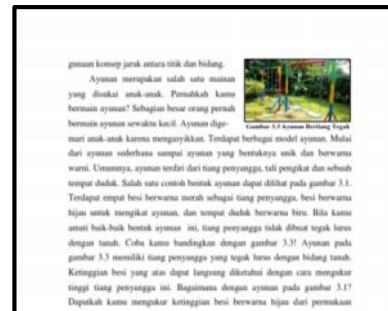 gunaan konsep jarak antara titik dan bidang.
Ayunan merupakan salah satu mainan
yang disukai anak-anak. Pernahkah kamu
bermain ayunan? Sebagian besar orang pernah
bermain ayunan sewaktu kecil. Ayunan dige-
Gambar 3.3 Ayunan Bertiang Tegak
mari anak-anak karena mengasyikkan. Terdapat berbagai model ayunan. Mulai
dari ayunan sederhana sampai ayunan yang bentuknya unik dan berwarna
warni. Umumnya, ayunan terdiri dari tiang penyangga, tali pengikat dan sebuah
tempat duduk. Salah satu contoh bentuk ayunan dapat dilihat pada gambar 3.1.
Terdapat empat besi berwarna merah sebagai tiang penyangga, besi berwarna
hijau untuk mengikat ayunan, dan tempat duduk berwarna biru. Bila kamu
amati baik-baik bentuk ayunan ini, tiang penyangga tidak dibuat tegak lurus
dengan tanah. Coba kamu bandingkan dengan gambar 3.3! Ayunan pada
gambar 3.3 memiliki tiang penyangga yang tegak lurus dengan bidang tanah.
Ketinggian besi yang atas dapat langsung diketahui dengan cara mengukur
tinggi tiang penyangga ini. Bagaimana dengan ayunan pada gambar 3.1?
Dapatkah kamu mengukur ketinggian besi berwarna hijau dari permukaan